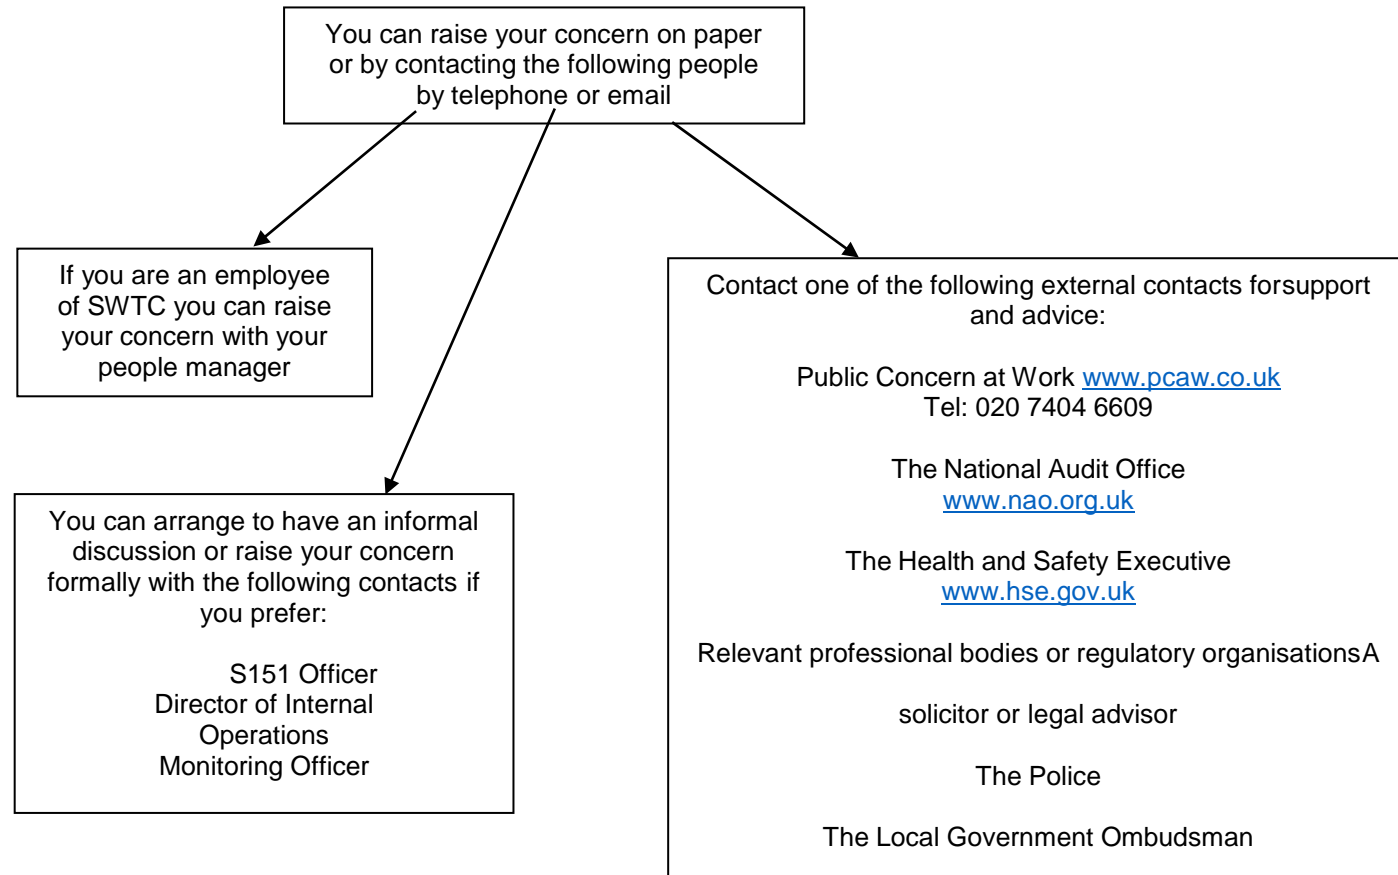 You can raise your concern on paper
or by contacting the following people
by telephone or email
If you are an employee
of SWTC you can raise
your concern with your
people manager
You can arrange to have an informal
discussion or raise your concern
formally with the following contacts if
you prefer:
S151 Officer
Director of Internal
Operations
Monitoring Officer
Contact one of the following external contacts forsupport
and advice:
Public Concern at Work www.pcaw.co.uk
Tel: 020 7404 6609
The National Audit Office
www.nao.org.uk
The Health and Safety Executive
www.hse.gov.uk
Relevant professional bodies or regulatory organisationsA
solicitor or legal advisor
The Police
The Local Government Ombudsman